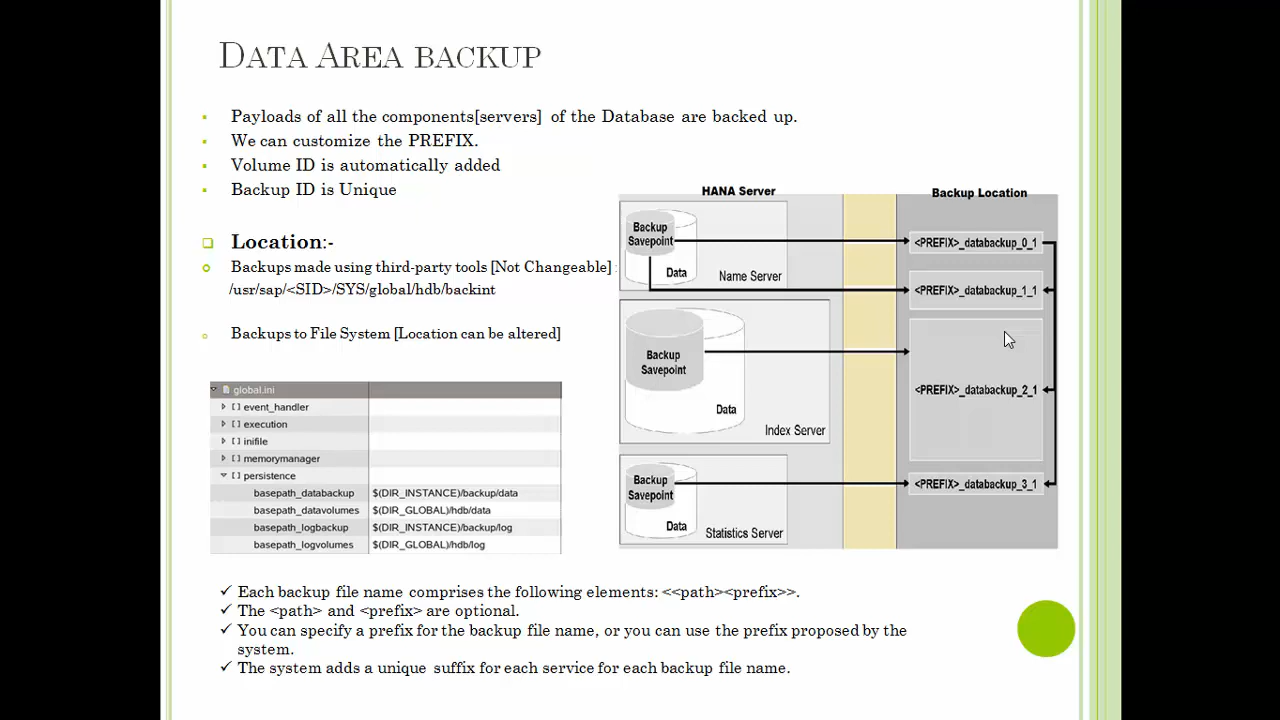 DATA AREA BACKUP
Payloads of all the components[servers] of the Database are backed up.
We can customize the PREFIX.
Volume ID is automatically added
Backup ID is Unique
Location:-
Backups made using third-party tools [Not Changeable] :
/usr/sap/<SID>/SYS/global/hdb/backint
Backups to File System [Location can be altered]
global.ini
[] event_handler
[] execution
[] inifile
[] memorymanager
[] persistence
basepath_databackup $(DIR_INSTANCE)/backup/data
basepath_datavolumes $(DIR_GLOBAL)/hdb/data
basepath_logbackup $(DIR_INSTANCE)/backup/log
basepath_logvolumes $(DIR_GLOBAL)/hdb/log
HANA Server
Backup Location
Backup
Savepoint
Data
Name Server
<PREFIX>_databackup_0_1
<PREFIX>_databackup_1_1
Backup
Savepoint
Data
Index Server
<PREFIX>_databackup_2_1
Backup
Savepoint
Data
Statistics Server
<PREFIX>_databackup_3_1
Each backup file name comprises the following elements: <<path><prefix>>.
The <path> and <prefix> are optional.
You can specify a prefix for the backup file name, or you can use the prefix proposed by the
system.
The system adds a unique suffix for each service for each backup file name.